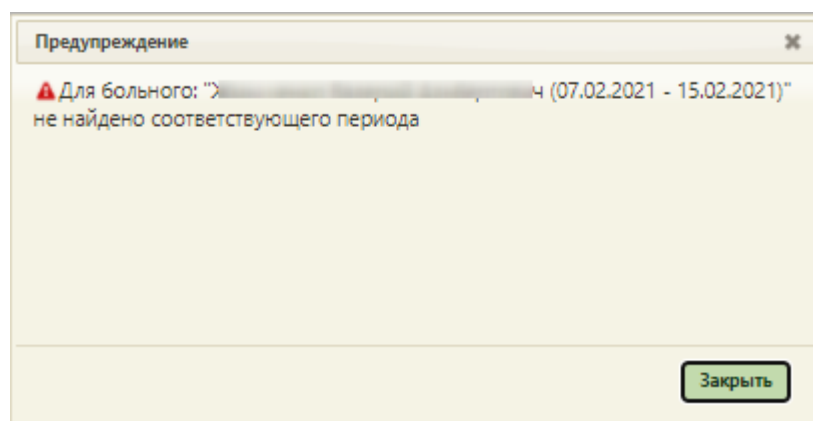 Предупреждение
Для больного: " (07.02.2021 - 15.02.2021)"
не найдено соответствующего периода
Закрыть